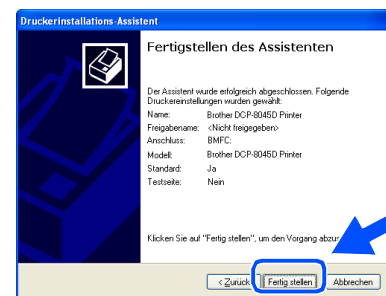 Druckerinstallations-Assistent
Fertigstellen des Assistenten
Der Assistent wurde erfolgreich abgeschlossen. Folgende
Druckereinstellungen wurden gewählt:
Name: Brother DCP-8045D Printer
Freigabename: <Nicht freigegeben>
Anschluss: BMFC:
Modell: Brother DCP-8045D Printer
Standard: Ja
Testseite: Nein
Klicken Sie auf "Fertig stellen", um den Vorgang abzu
< Zurück Fertig stellen Abbrechen